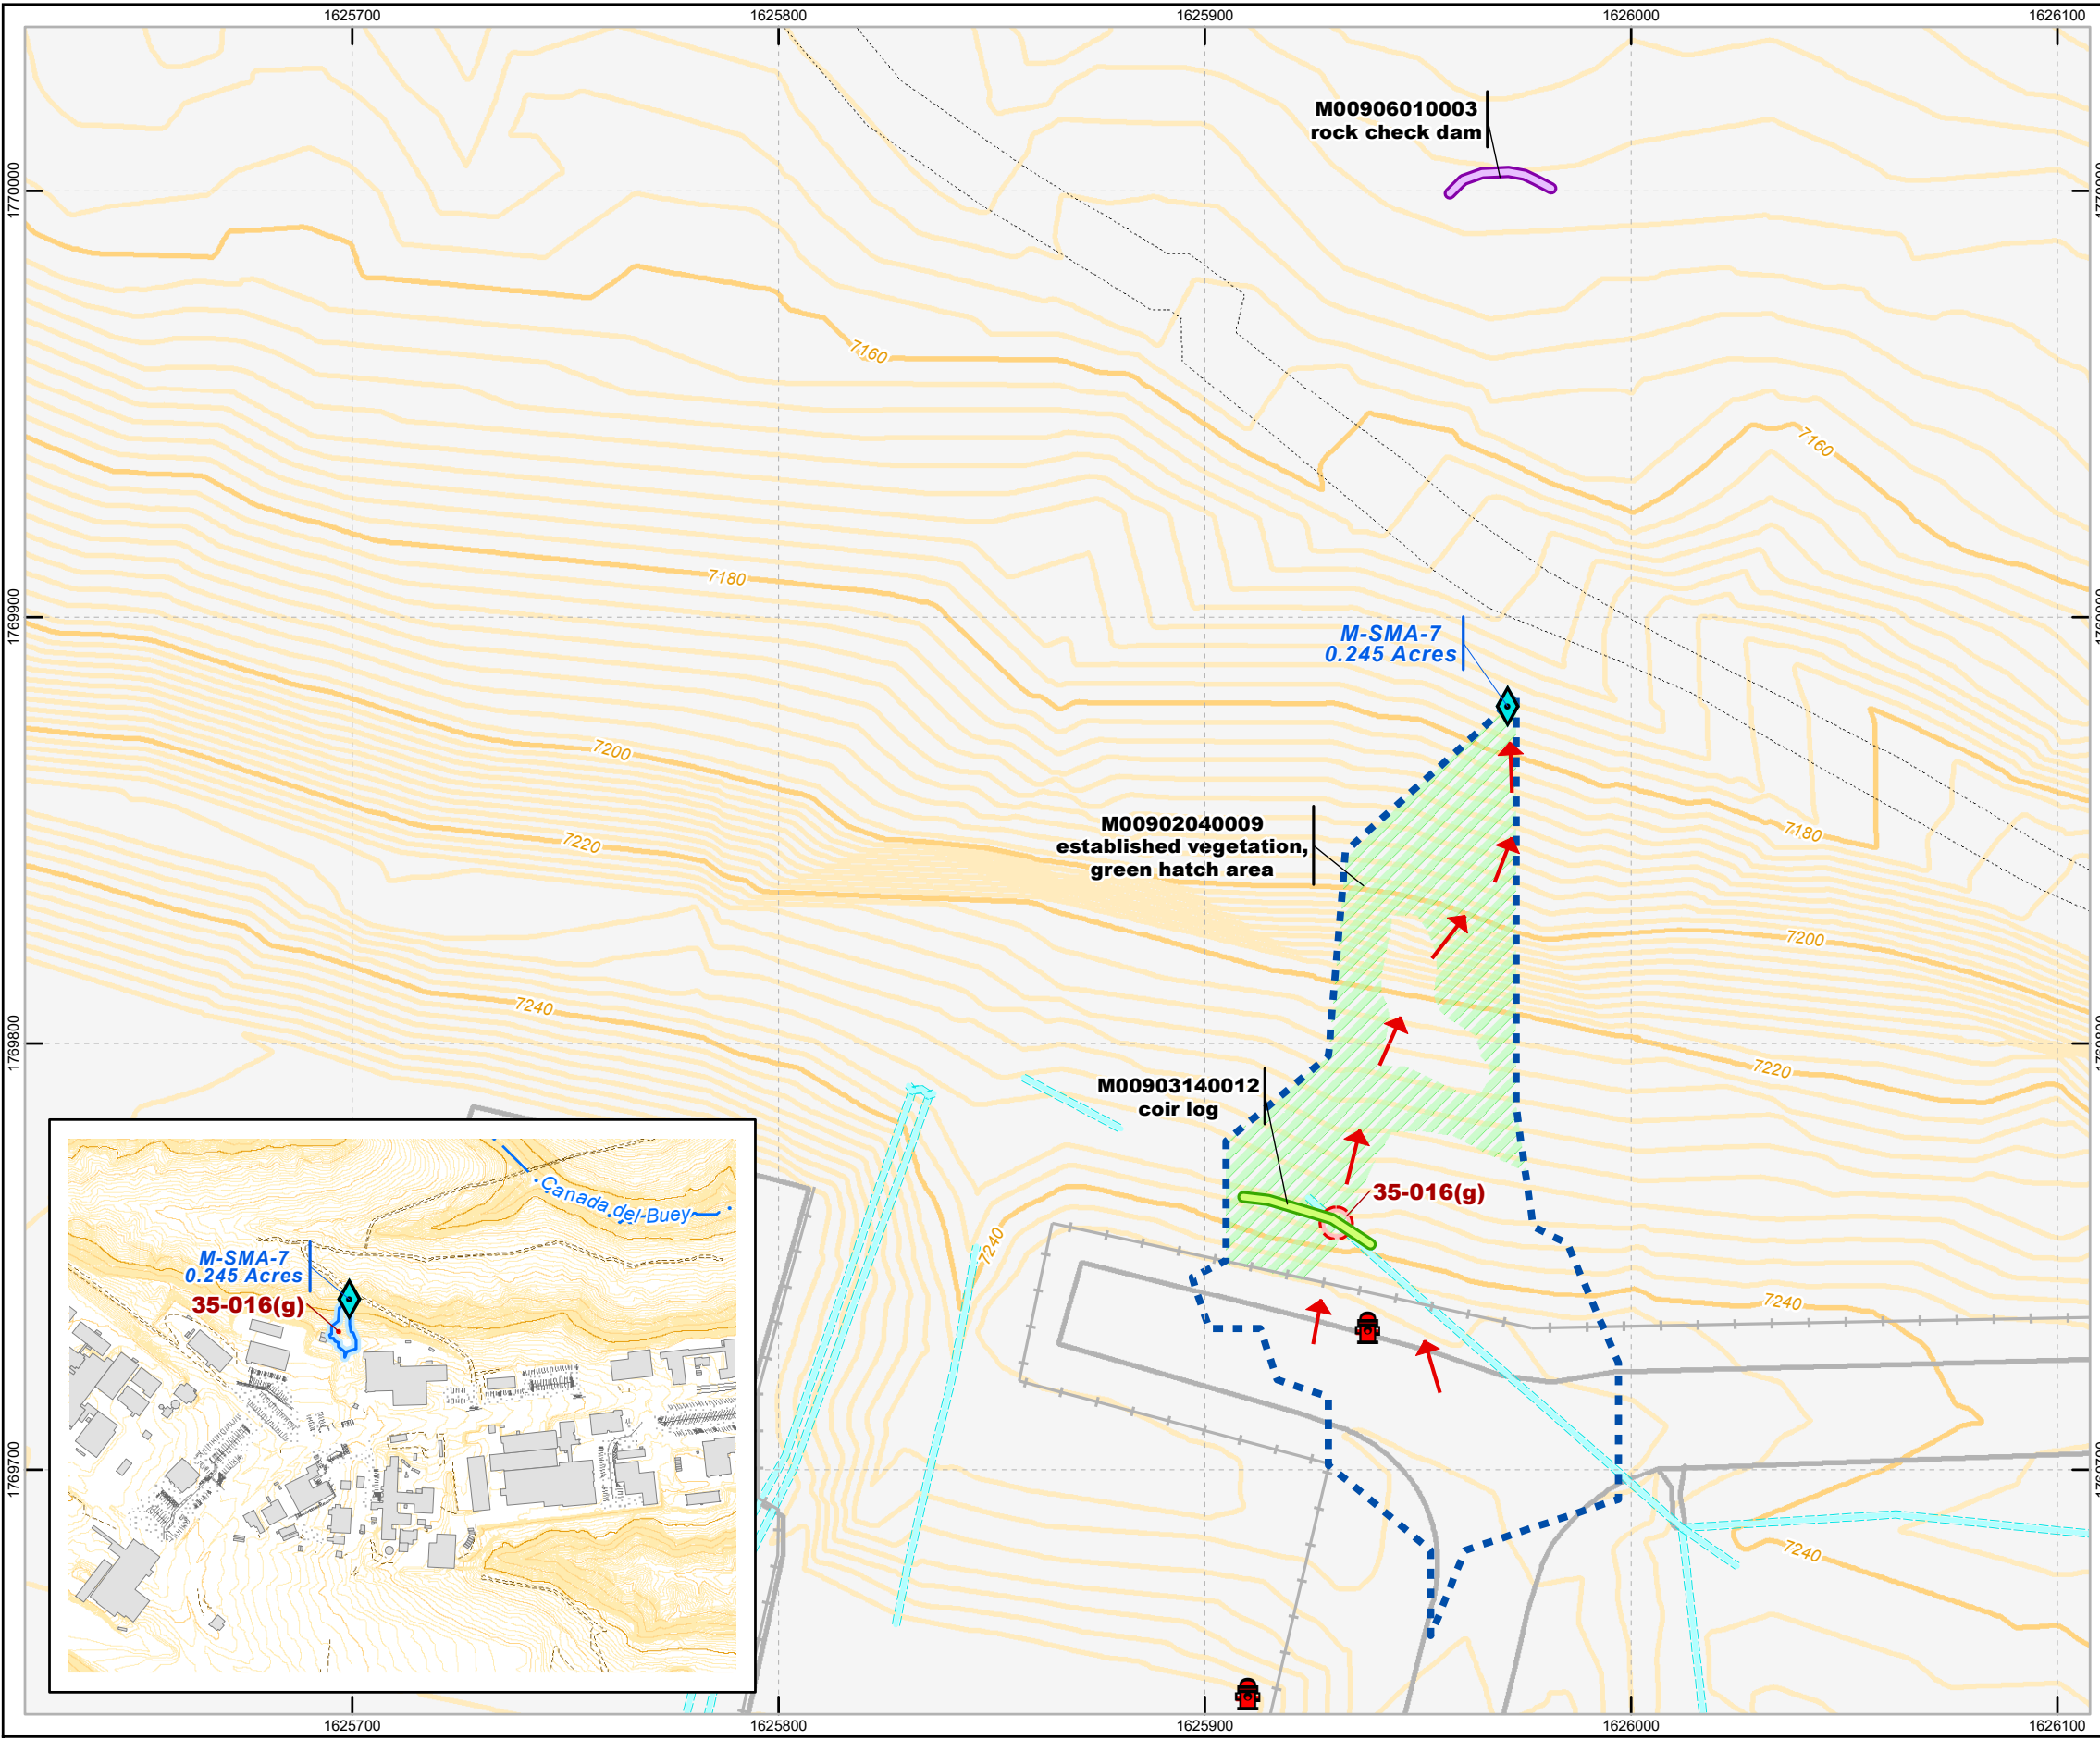 1625700
1625800
1625900
1626000
1626100
M00906010003
rock check dam
1770000
7160
7160
7180
1769900
M-SMA-7
0.245 Acres
7200
M00902040009
established vegetation,
green hatch area
7180
7220
7200
7240
1769800
7220
M00903140012
coir log
35-016(g)
7240
7240
Canada del Buey
M-SMA-7
0.245 Acres
35-016(g)
1769700
7240
1625700
1625800
1625900
1626000
1626100